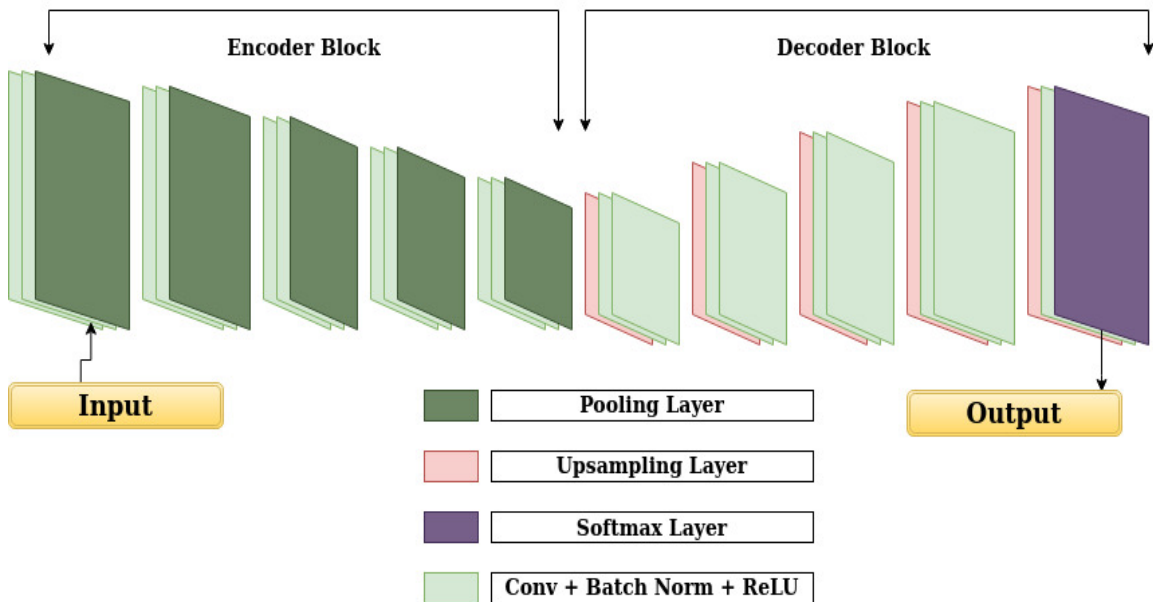 Encoder Block
Decoder Block
Input
Output
Pooling Layer
Upsampling Layer
Softmax Layer
Conv + Batch Norm + ReLU